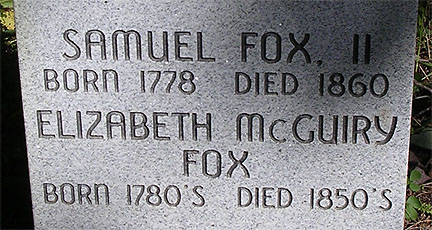 SAMUEL FOX, II
BORN 1778 DIED 1860
ELIZABETH McGUIRY
FOX
BORN 1780'S DIED 1850'S